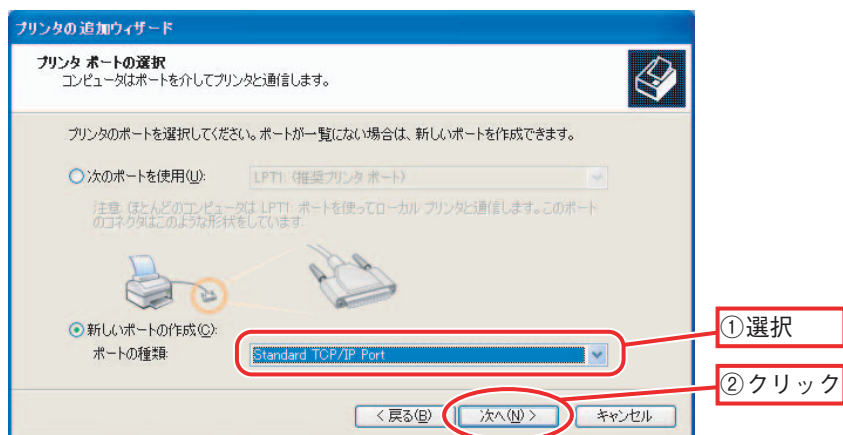 プリンタの追加ウィザード
プリンタ ポートの選択
コンピュータはポートを介してプリンタと通信します。
プリンタのポートを選択してください。ポートが一覧にない場合は、新しいポートを作成できます。
次のポートを使用(U): LPT1: (推奨プリンタ ポート)
注意: ほとんどのコンピュータは LPT1: ポートを使ってローカル プリンタと通信します。このポート
のコネクタはこのような形状をしています:
新しいポートの作成(C):
ポートの種類: Standard TCP/IP Port
①選択
②クリック
< 戻る(B) 次へ(N) > キャンセル